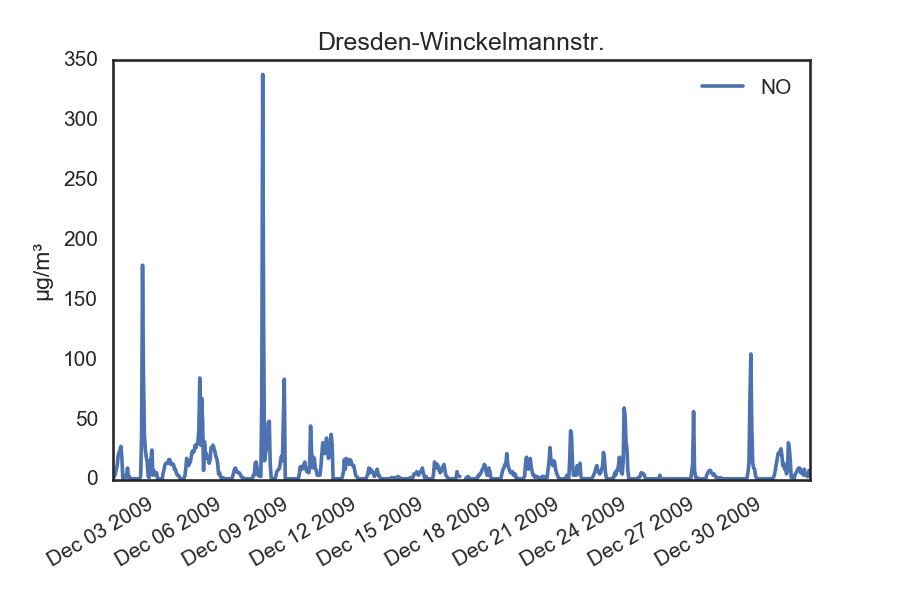 Dresden-Winckelmannstr.
350
300
250
200
150
100
50
0
µg/m³
NO
Dec 03 2009
Dec 06 2009
Dec 09 2009
Dec 12 2009
Dec 15 2009
Dec 18 2009
Dec 21 2009
Dec 24 2009
Dec 27 2009
Dec 30 2009